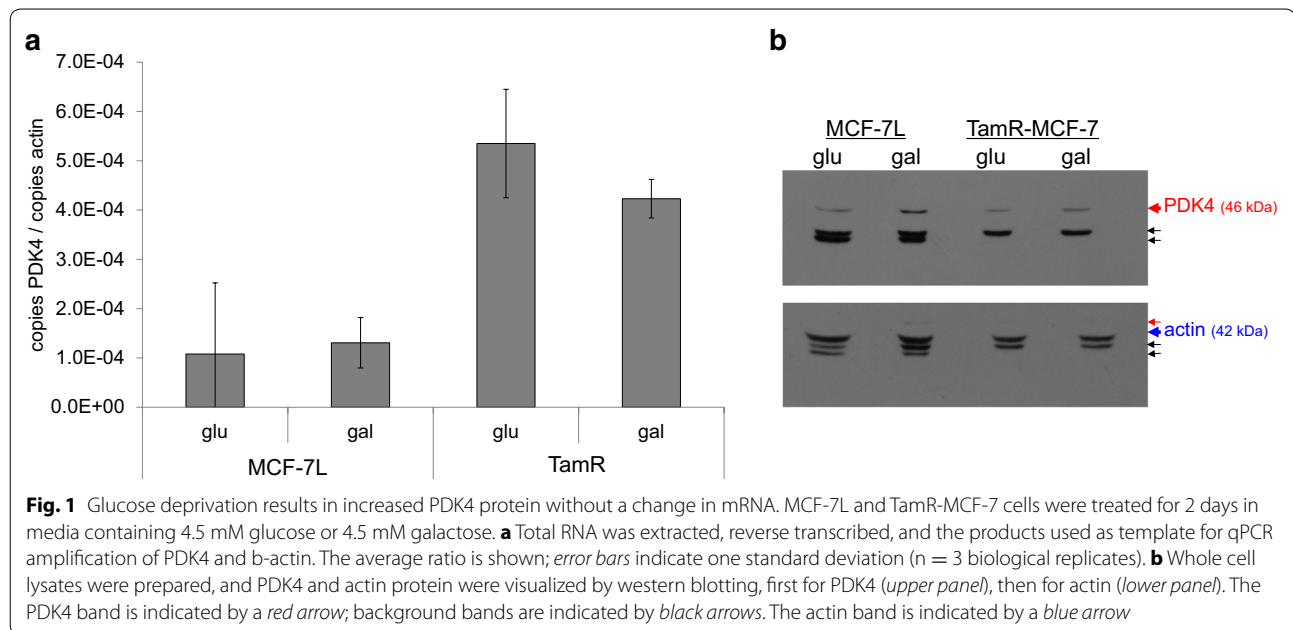 a
7.0E-04
6.0E-04
5.0E-04
4.0E-04
3.0E-04
2.0E-04
1.0E-04
0.0E+00
copies PDK4 / copies actin
glu gal glu gal
MCF-7L TamR
b
MCF-7L TamR-MCF-7
glu gal glu gal
PDK4 (46 kDa)
actin (42 kDa)
Fig. 1 Glucose deprivation results in increased PDK4 protein without a change in mRNA. MCF-7L and TamR-MCF-7 cells were treated for 2 days in
media containing 4.5 mM glucose or 4.5 mM galactose. a Total RNA was extracted, reverse transcribed, and the products used as template for qPCR
amplification of PDK4 and b-actin. The average ratio is shown; error bars indicate one standard deviation (n = 3 biological replicates). b Whole cell
lysates were prepared, and PDK4 and actin protein were visualized by western blotting, first for PDK4 (upper panel), then for actin (lower panel). The
PDK4 band is indicated by a red arrow; background bands are indicated by black arrows. The actin band is indicated by a blue arrow